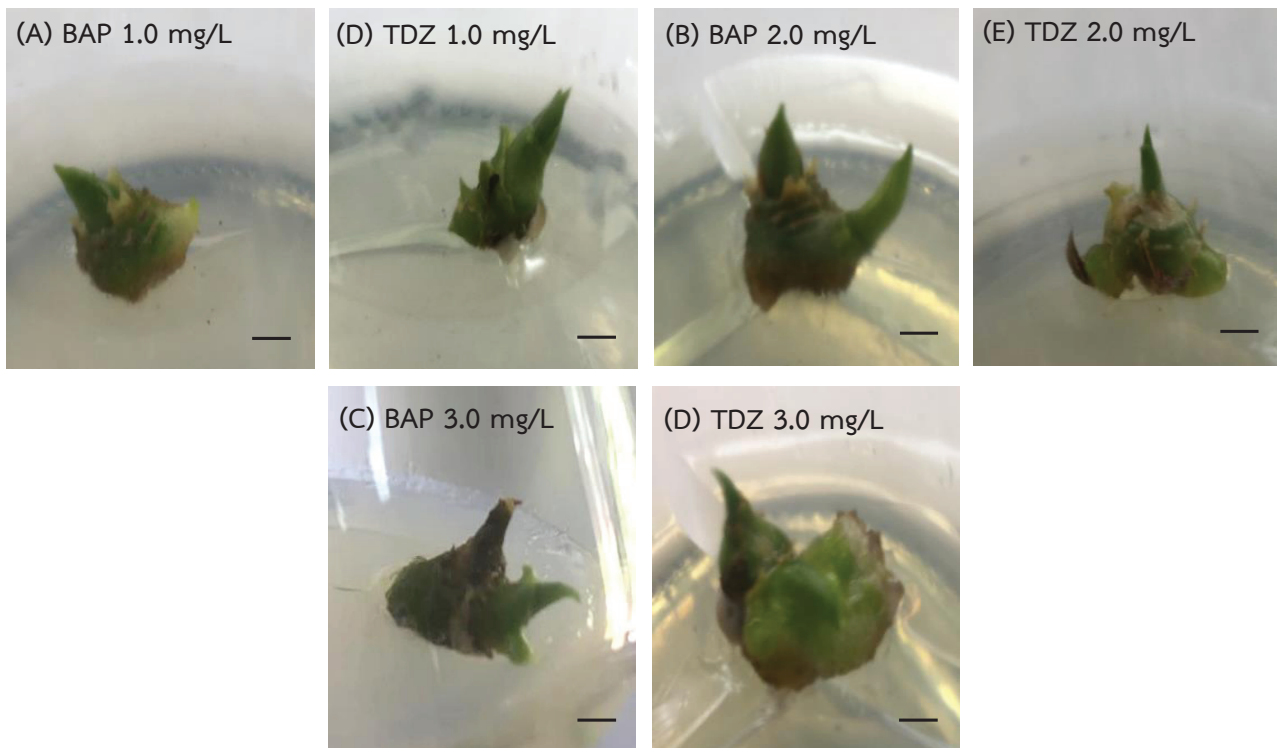 (A) BAP 1.0 mg/L
(D) TDZ 1.0 mg/L
(B) BAP 2.0 mg/L
(E) TDZ 2.0 mg/L
(C) BAP 3.0 mg/L
(D) TDZ 3.0 mg/L